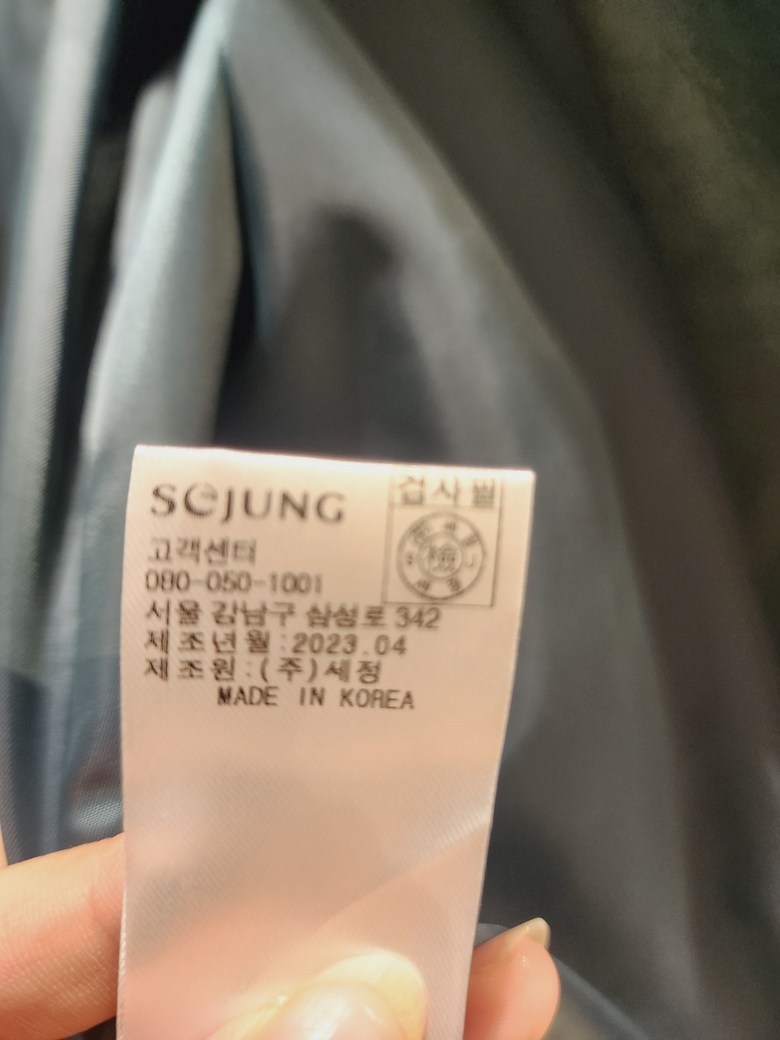 SEJUNG
검사필
檢
고객센터
080-050-1001
서울 강남구 삼성로 342
제조년월:2023.04
제조원:(주)세정
MADE IN KOREA